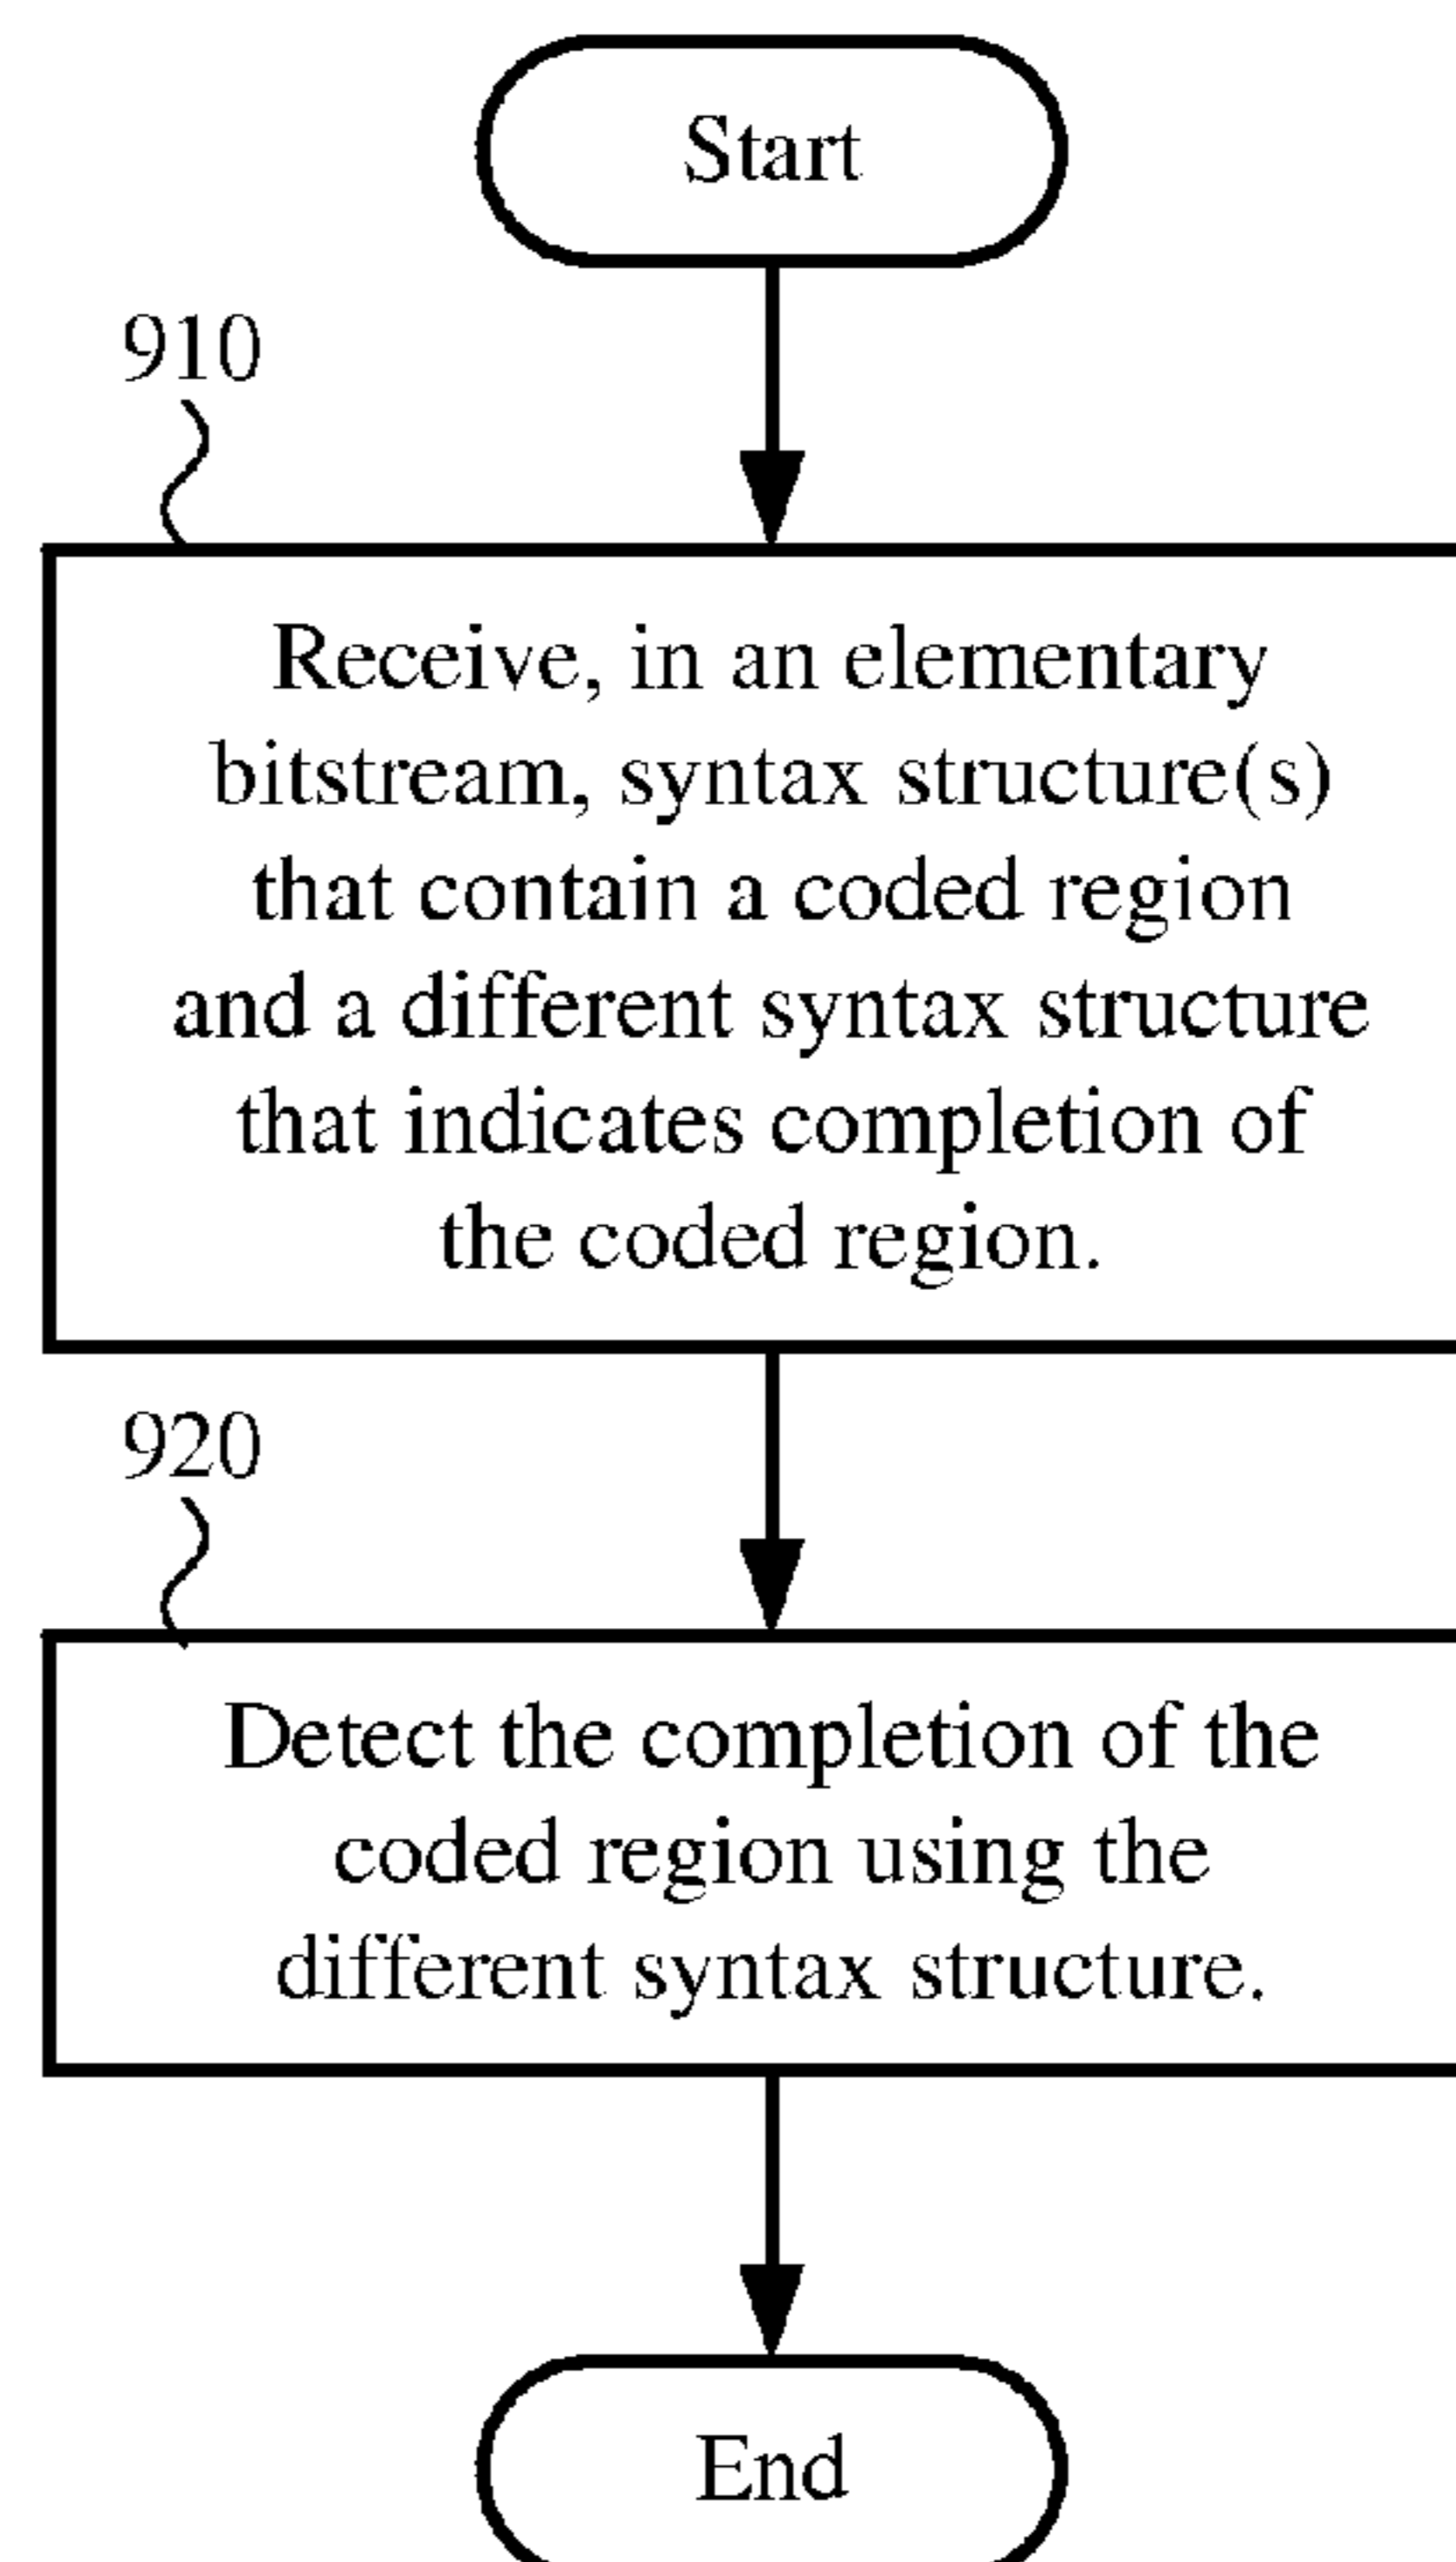 Start
910
Receive, in an elementary
bitstream, syntax structure(s)
that contain a coded region
and a different syntax structure
that indicates completion of
the coded region.
920
Detect the completion of the
coded region using the
different syntax structure.
End